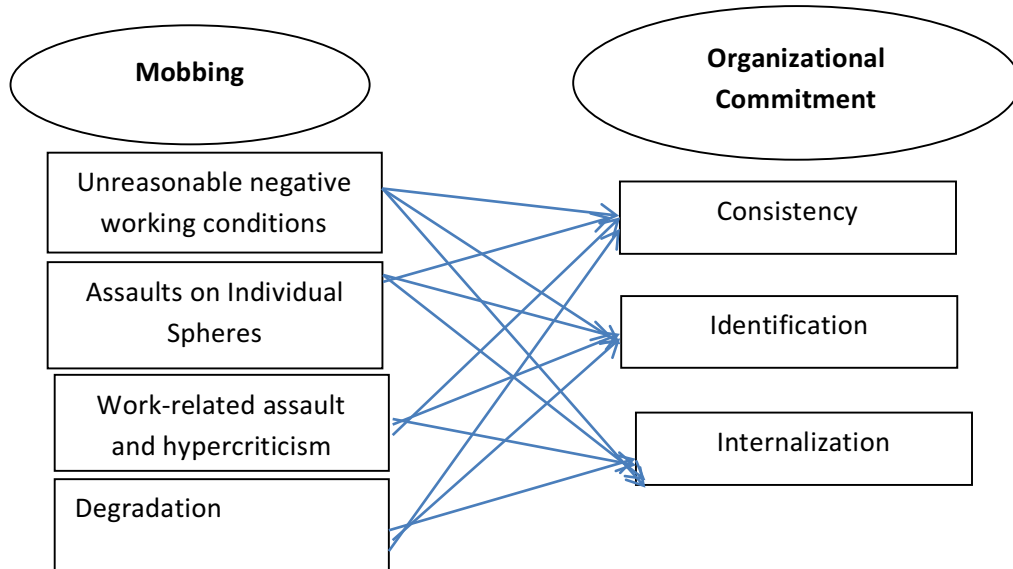 Mobbing
Organizational
Commitment
Unreasonable negative
working conditions
Consistency
Assaults on Individual
Spheres
Identification
Work-related assault
and hypercriticism
Internalization
Degradation